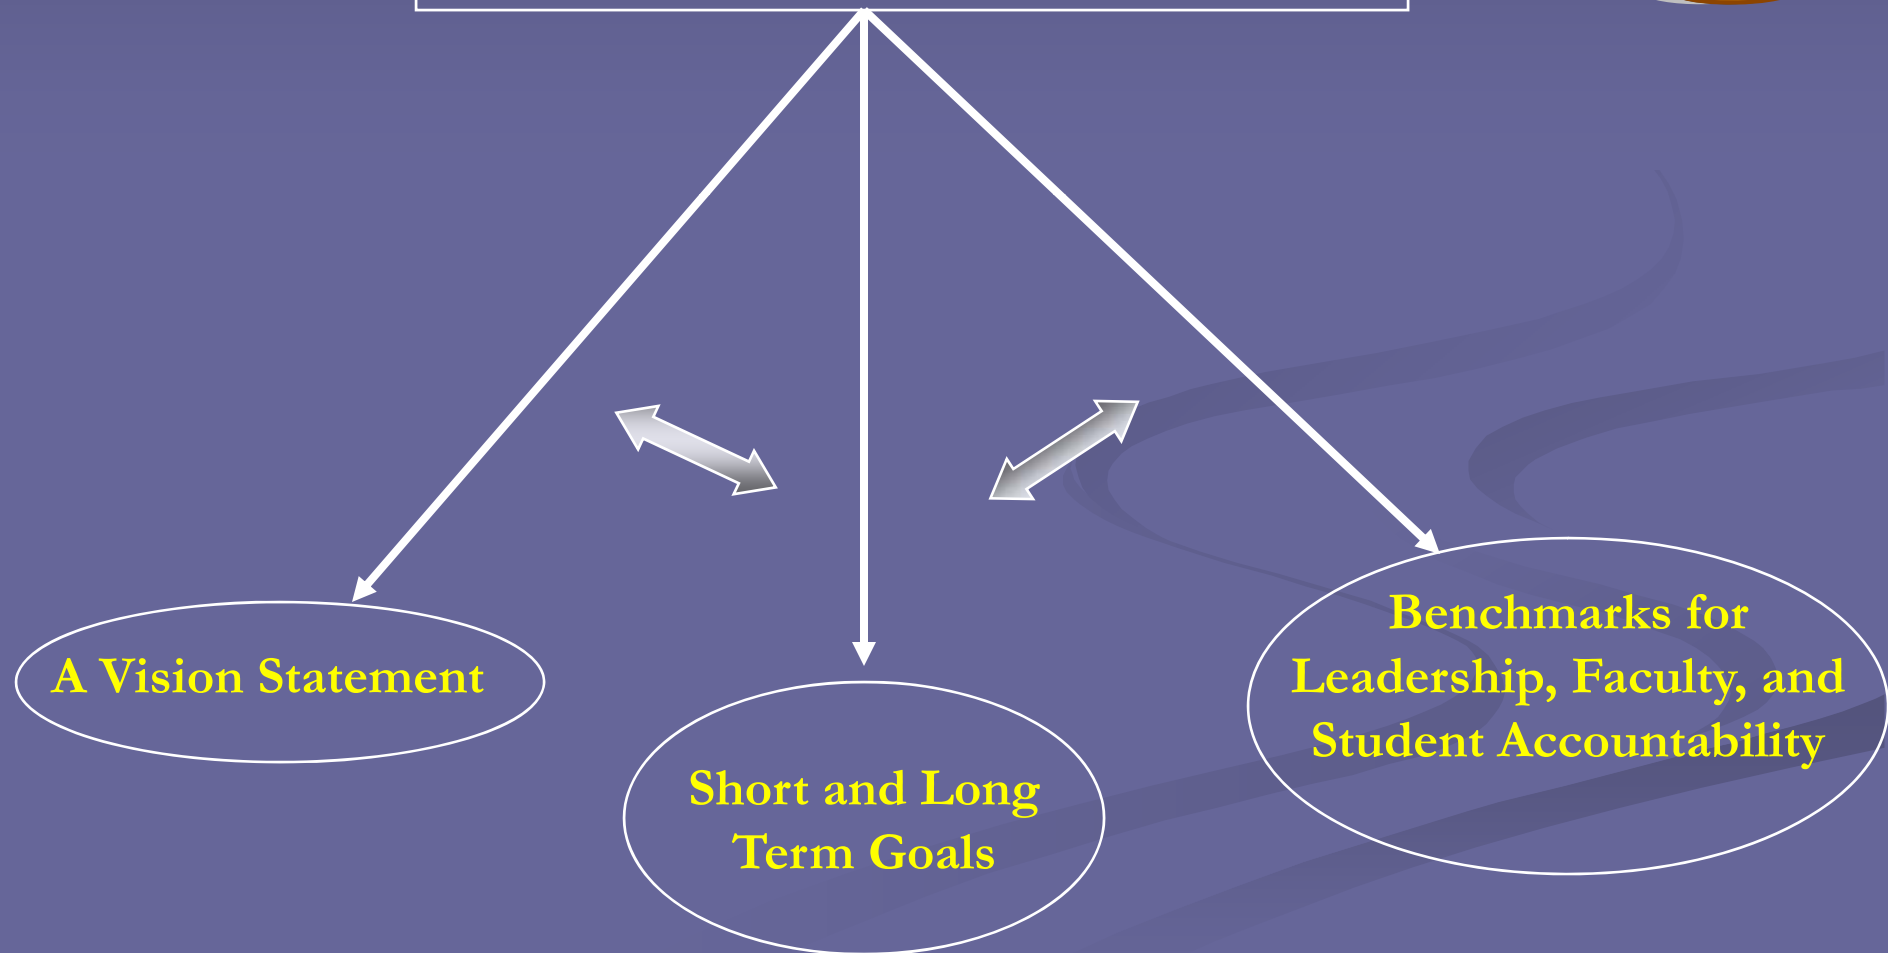 A Vision Statement
Short and Long
Term Goals
Benchmarks for
Leadership, Faculty, and
Student Accountability